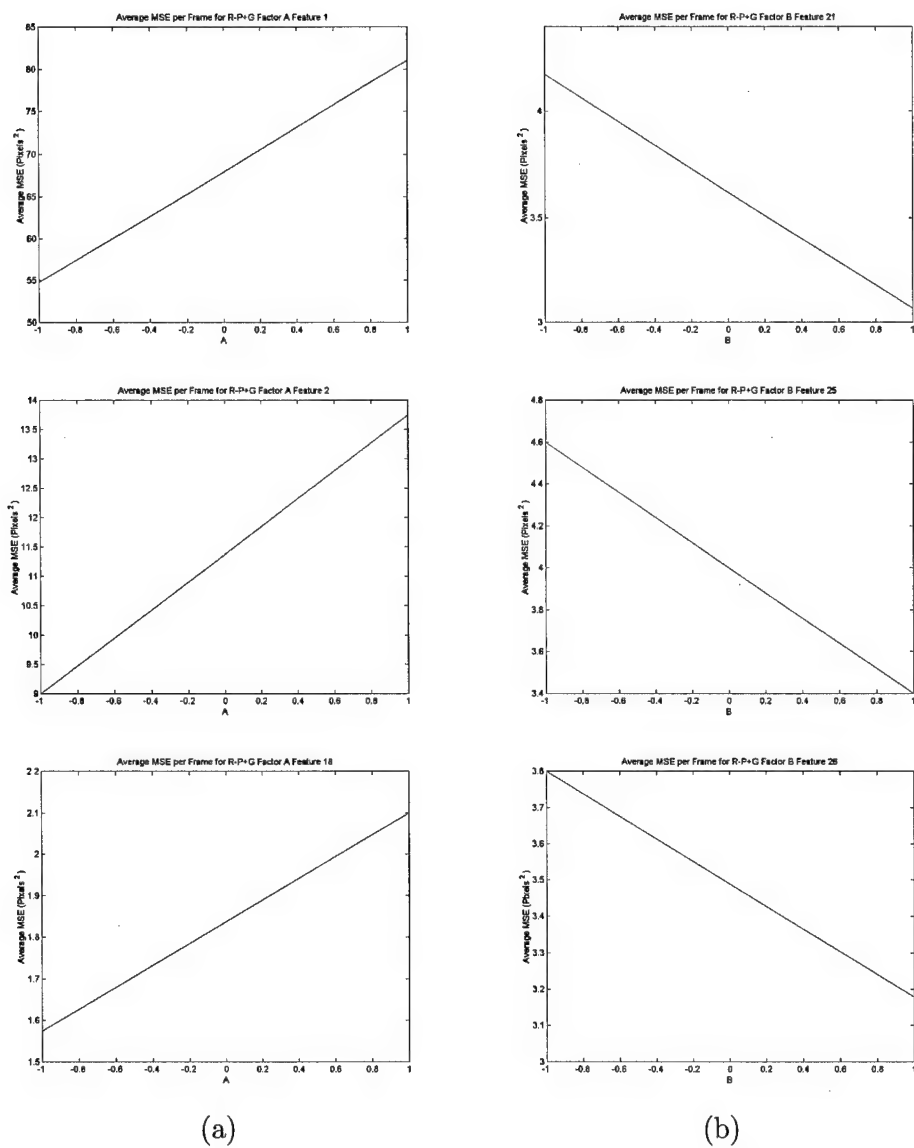 Average MSE per Frame for R-P+G Factor A Feature 1
85
80
75
70
65
60
55
50
Average MSE (Pixels ²)
-1 -0.8 -0.6 -0.4 -0.2 0 0.2 0.4 0.6 0.8 1
A
Average MSE per Frame for R-P+G Factor B Feature 21
4
3.5
3
Average MSE (Pixels ²)
-1 -0.8 -0.6 -0.4 -0.2 0 0.2 0.4 0.6 0.8 1
B
Average MSE per Frame for R-P+G Factor A Feature 2
14
13.5
13
12.5
12
11.5
11
10.5
10
9.5
9
Average MSE (Pixels ²)
-1 -0.8 -0.6 -0.4 -0.2 0 0.2 0.4 0.6 0.8 1
A
Average MSE per Frame for R-P+G Factor B Feature 25
4.8
4.6
4.4
4.2
4
3.8
3.6
3.4
Average MSE (Pixels ²)
-1 -0.8 -0.6 -0.4 -0.2 0 0.2 0.4 0.6 0.8 1
B
Average MSE per Frame for R-P+G Factor A Feature 18
2.2
2.1
2
1.9
1.8
1.7
1.6
1.5
Average MSE (Pixels ²)
-1 -0.8 -0.6 -0.4 -0.2 0 0.2 0.4 0.6 0.8 1
A
Average MSE per Frame for R-P+G Factor B Feature 26
3.8
3.7
3.6
3.5
3.4
3.3
3.2
3.1
3
Average MSE (Pixels ²)
-1 -0.8 -0.6 -0.4 -0.2 0 0.2 0.4 0.6 0.8 1
B
(a)
(b)